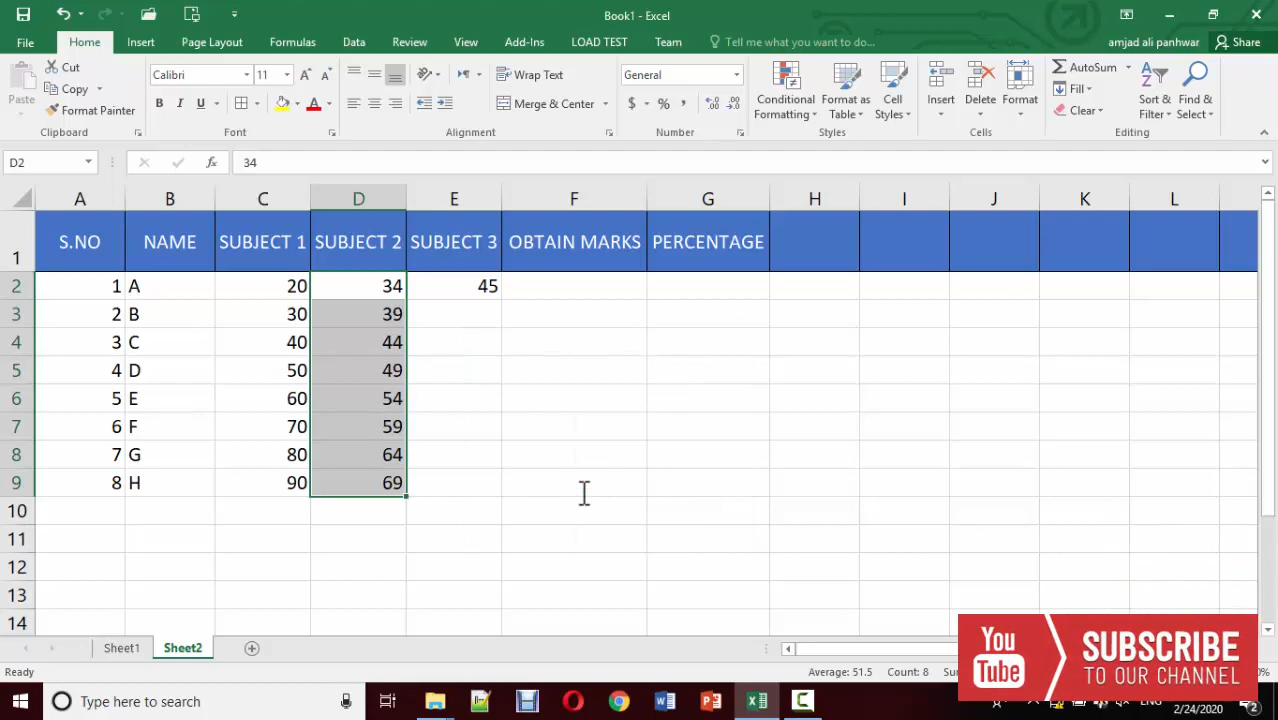 Book1 - Excel
File Home Insert Page Layout Formulas Data Review View Add-Ins LOAD TEST Team Tell me what you want to do... amjad ali panhwar Share
Paste Cut Copy Format Painter Clipboard
Calibri 11 A A B I U A Font
Wrap Text Merge & Center Alignment
General $ % , Number
Conditional Formatting Format as Table Cell Styles Styles
Insert Delete Format Cells
AutoSum Fill Clear Sort & Filter Find & Select Editing
D2 fx 34
A B C D E F G H I J K L
1 S.NO NAME SUBJECT 1 SUBJECT 2 SUBJECT 3 OBTAIN MARKS PERCENTAGE
2 1 A 20 34 45
3 2 B 30 39
4 3 C 40 44
5 4 D 50 49
6 5 E 60 54
7 6 F 70 59
8 7 G 80 64
9 8 H 90 69
10
11
12
13
14
Sheet1 Sheet2
Ready Average: 51.5 Count: 8
You Tube SUBSCRIBE TO OUR CHANNEL
Type here to search
2/24/2020 2